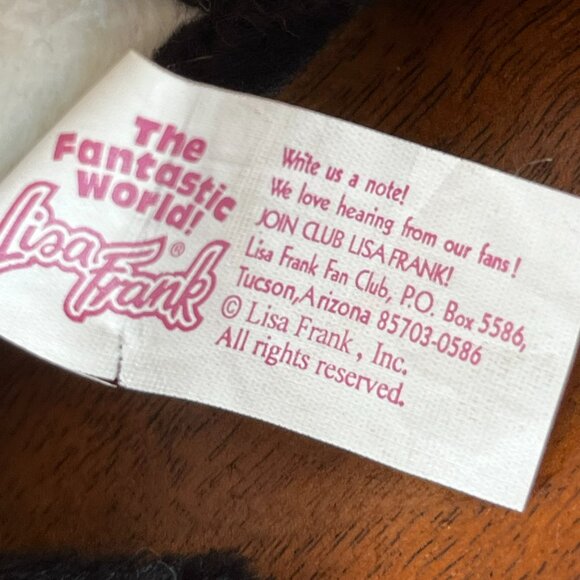 The
Fantastic
World!
Lisa
Frank®
Write us a note!
We love hearing from our fans!
JOIN CLUB LISA FRANK!
Lisa Frank Fan Club, P.O. Box 5586,
Tucson, Arizona 85703-0586
© Lisa Frank, Inc.
All rights reserved.